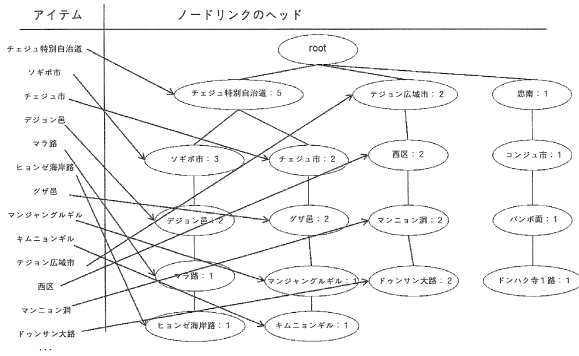 アイテム ノードリンクのヘッド
root
チェジュ特別自治道
ソギポ市
チェジュ市
デジョン邑
マラ路
ヒョンゼ海岸路
グザ邑
マンジャングルギル
キムニョンギル
テジョン広域市
西区
マンニョン洞
ドゥンサン大路
...
チェジュ特別自治道:5 テジョン広域市:2 忠南:1
ソギポ市:3 チェジュ市:2 西区:2 コンジュ市:1
デジョン邑:2 グザ邑:2 マンニョン洞:2 バンポ面:1
マラ路:1 マンジャングルギル:1 ドゥンサン大路:2 ドンハク寺1路:1
ヒョンゼ海岸路:1 キムニョンギル:1